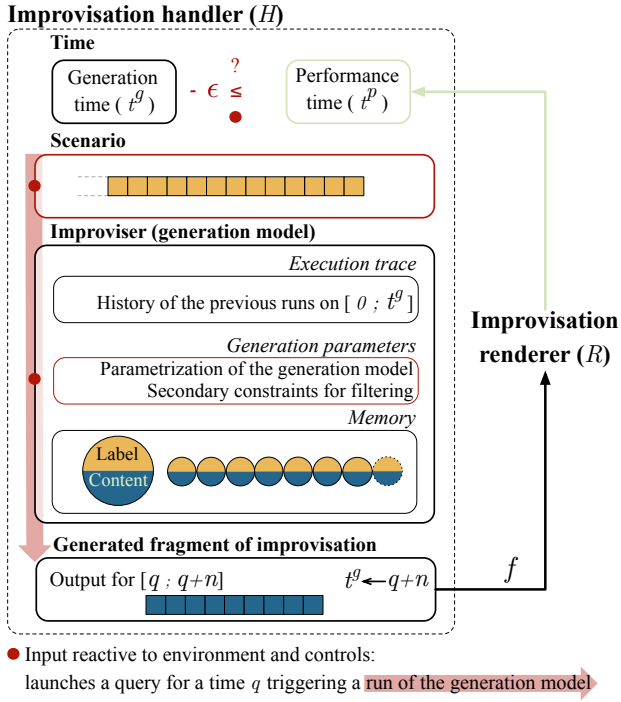 Improvisation handler (H)
Time
Generation
time ( t^g )
- ϵ ≤
?
Performance
time ( t^p )
Scenario
Improviser (generation model)
Execution trace
History of the previous runs on [ 0 ; t^g ]
Generation parameters
Parametrization of the generation model
Secondary constraints for filtering
Memory
Label
Content
Improvisation
renderer (R)
Generated fragment of improvisation
Output for [q ; q+n]
t^g ← q+n
f
Input reactive to environment and controls:
launches a query for a time q triggering a run of the generation model